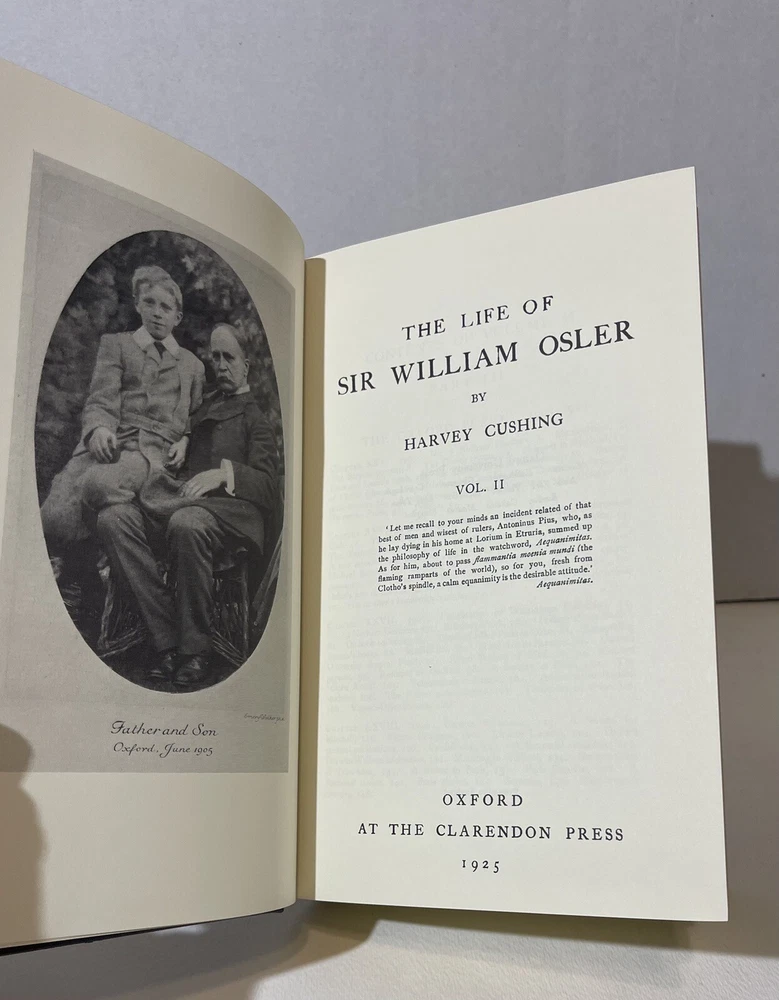 Father and Son
Oxford, June 1905
THE LIFE OF
SIR WILLIAM OSLER
BY
HARVEY CUSHING
VOL. II
‘Let me recall to your minds an incident related of that
best of men and wisest of rulers, Antoninus Pius, who, as
he lay dying in his home at Lorium in Etruria, summed up
the philosophy of life in the watchword, Aequanimitas.
As for him, about to pass flammantia moenia mundi (the
flaming ramparts of the world), so for you, fresh from
Clotho's spindle, a calm equanimity is the desirable attitude.’
Aequanimitas.
OXFORD
AT THE CLARENDON PRESS
1925